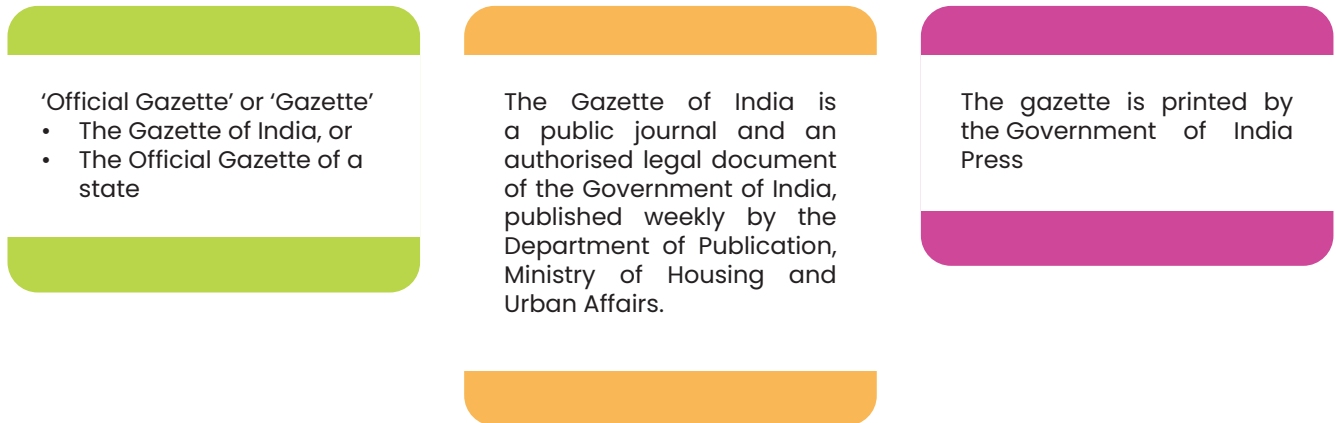 ‘Official Gazette’ or ‘Gazette’
• The Gazette of India, or
• The Official Gazette of a
state
The Gazette of India is
a public journal and an
authorised legal document
of the Government of India,
published weekly by the
Department of Publication,
Ministry of Housing and
Urban Affairs.
The gazette is printed by
the Government of India
Press